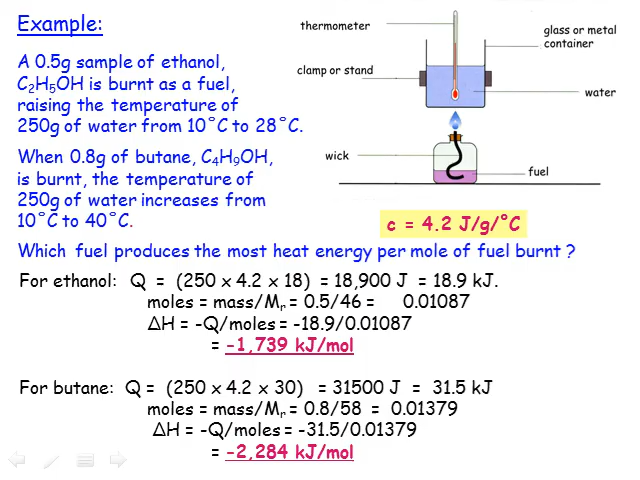 Example:
thermometer
glass or metal
container
clamp or stand
water
wick
fuel
A 0.5g sample of ethanol,
C₂H₅OH is burnt as a fuel,
raising the temperature of
250g of water from 10˚C to 28˚C.
When 0.8g of butane, C₄H₉OH,
is burnt, the temperature of
250g of water increases from
10˚C to 40˚C.
c = 4.2 J/g/˚C
Which fuel produces the most heat energy per mole of fuel burnt ?
For ethanol: Q = (250 x 4.2 x 18) = 18,900 J = 18.9 kJ.
moles = mass/Mᵣ = 0.5/46 = 0.01087
ΔH = -Q/moles = -18.9/0.01087
= -1,739 kJ/mol
For butane: Q = (250 x 4.2 x 30) = 31500 J = 31.5 kJ
moles = mass/Mᵣ = 0.8/58 = 0.01379
ΔH = -Q/moles = -31.5/0.01379
= -2,284 kJ/mol